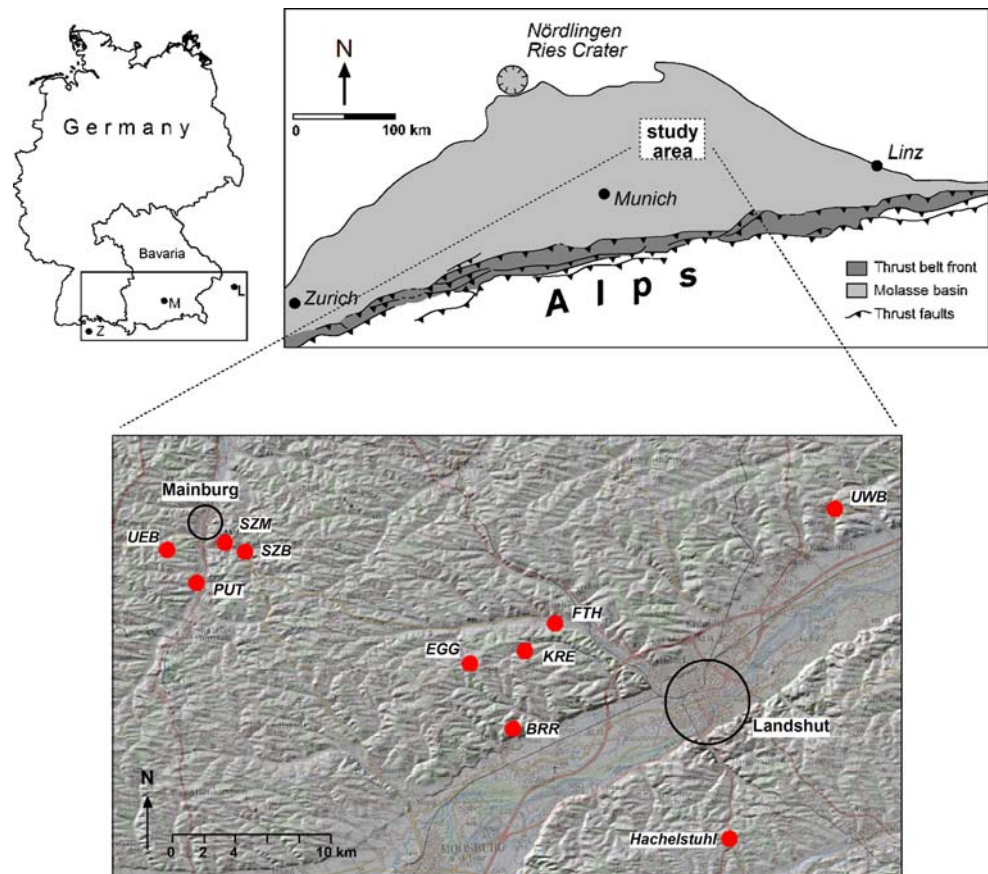 Germany
Bavaria
M
L
Z
N
0 100 km
Nördlingen
Ries Crater
study
area
Linz
Munich
Zurich
Alps
Thrust belt front
Molasse basin
Thrust faults
Mainburg
UEB
SZM
SZB
PUT
UWB
FTH
EGG
KRE
BRR
Landshut
Hachelstuhl
MOOSBURG
N
0 2 4 10 km